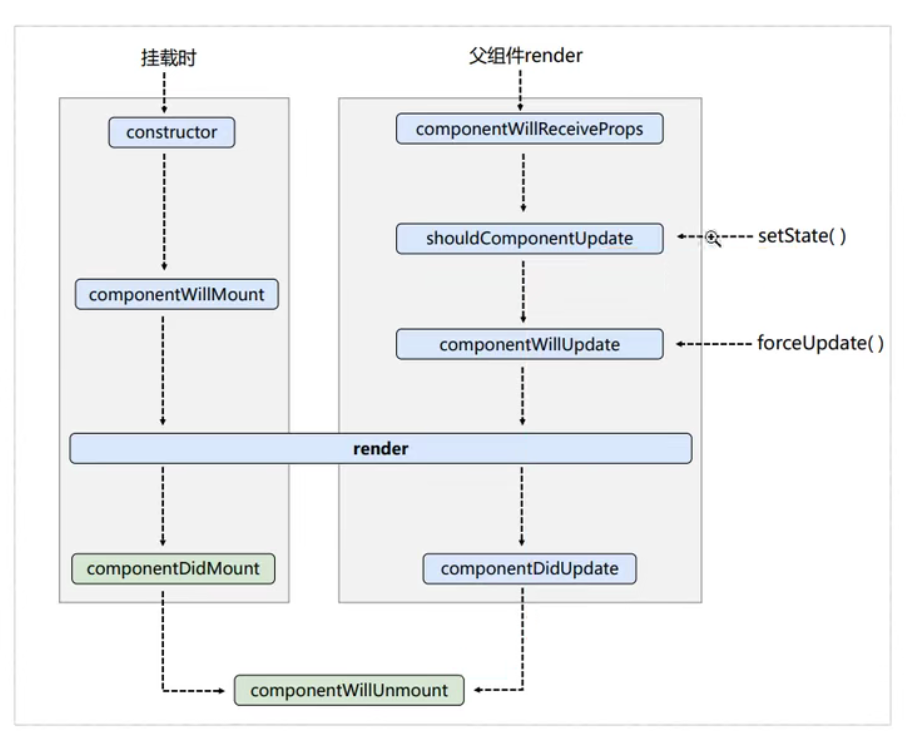 挂载时
constructor
componentWillMount
父组件render
componentWillReceiveProps
shouldComponentUpdate
setState( )
componentWillUpdate
forceUpdate( )
render
componentDidMount
componentDidUpdate
componentWillUnmount